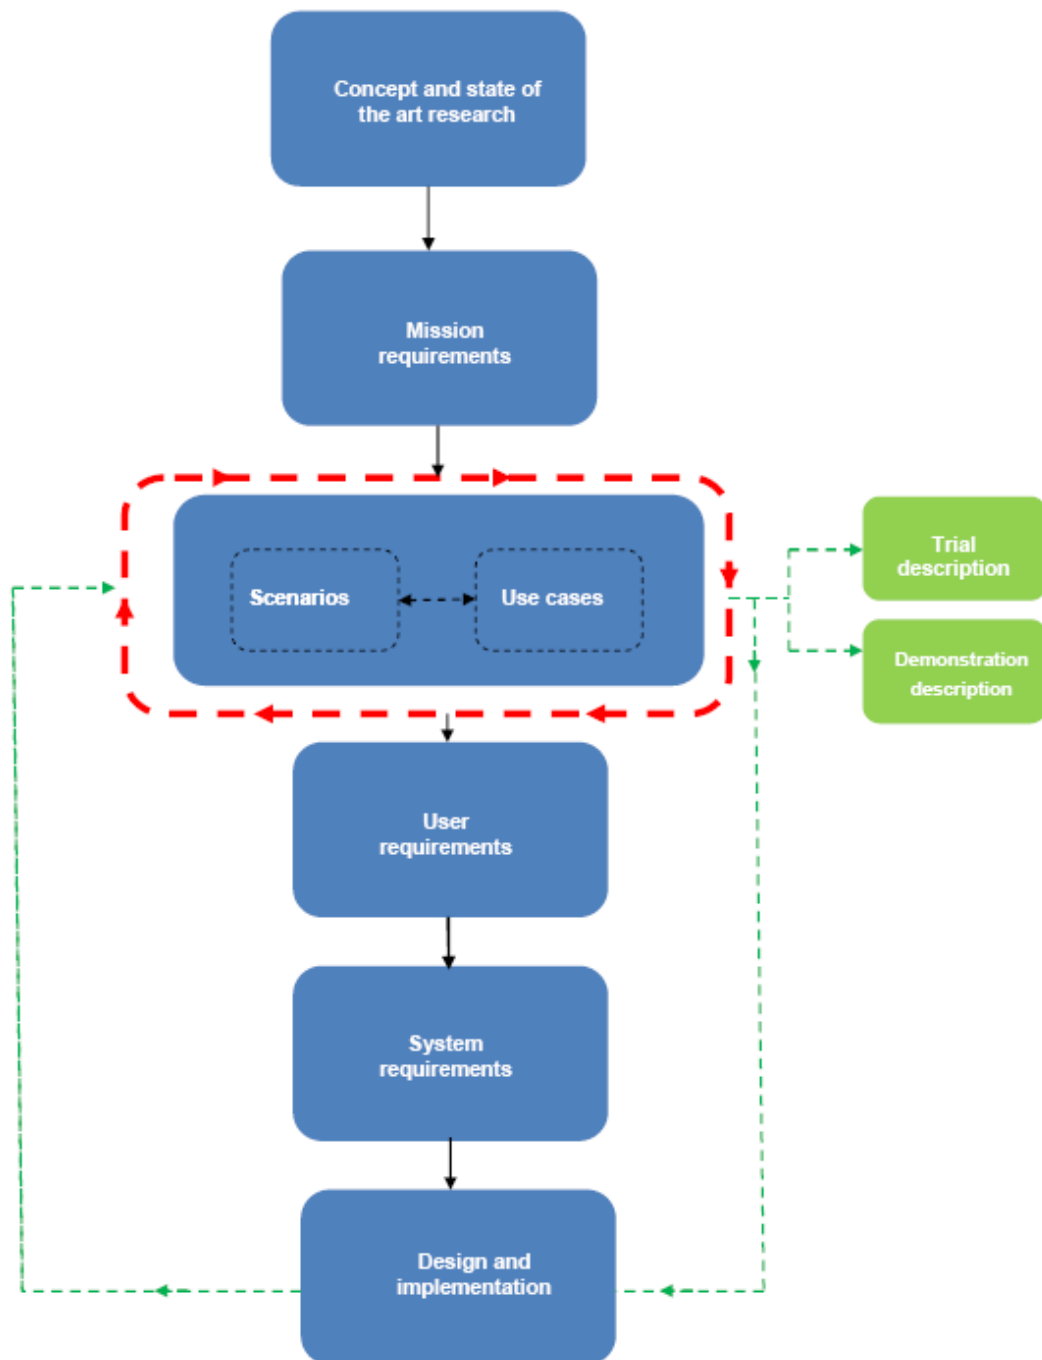 Concept and state of
the art research
Mission
requirements
Scenarios
Use cases
Trial
description
Demonstration
description
User
requirements
System
requirements
Design and
implementation